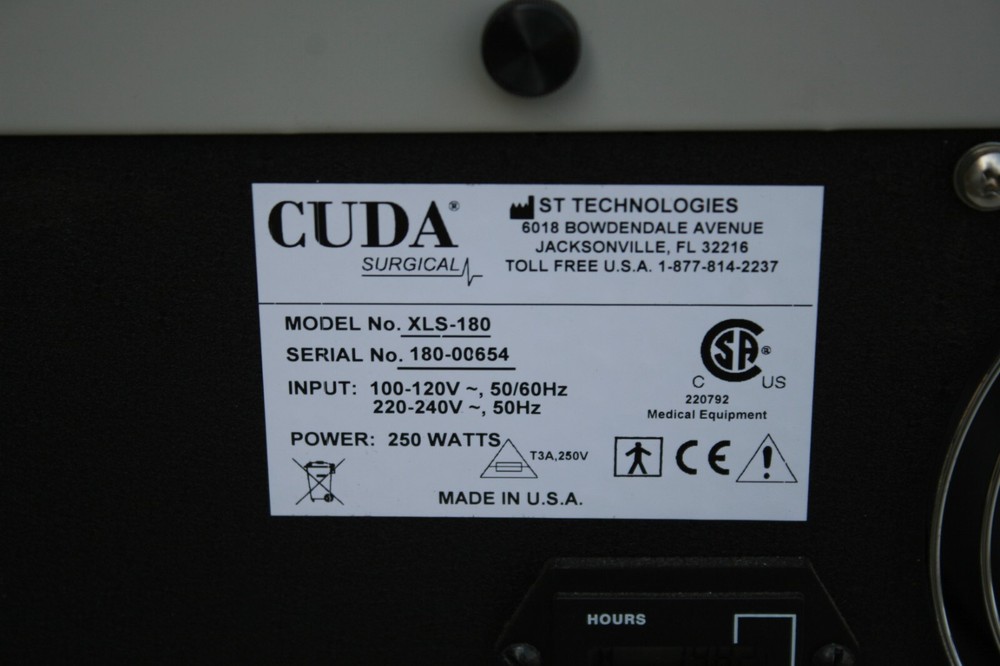 CUDA®
SURGICAL
ST TECHNOLOGIES
6018 BOWDENDALE AVENUE
JACKSONVILLE, FL 32216
TOLL FREE U.S.A. 1-877-814-2237
MODEL No. XLS-180
SERIAL No. 180-00654
INPUT: 100-120V ~, 50/60Hz
220-240V ~, 50Hz
POWER: 250 WATTS
T3A,250V
MADE IN U.S.A.
SA®
C US
220792
Medical Equipment
CE
!
HOURS